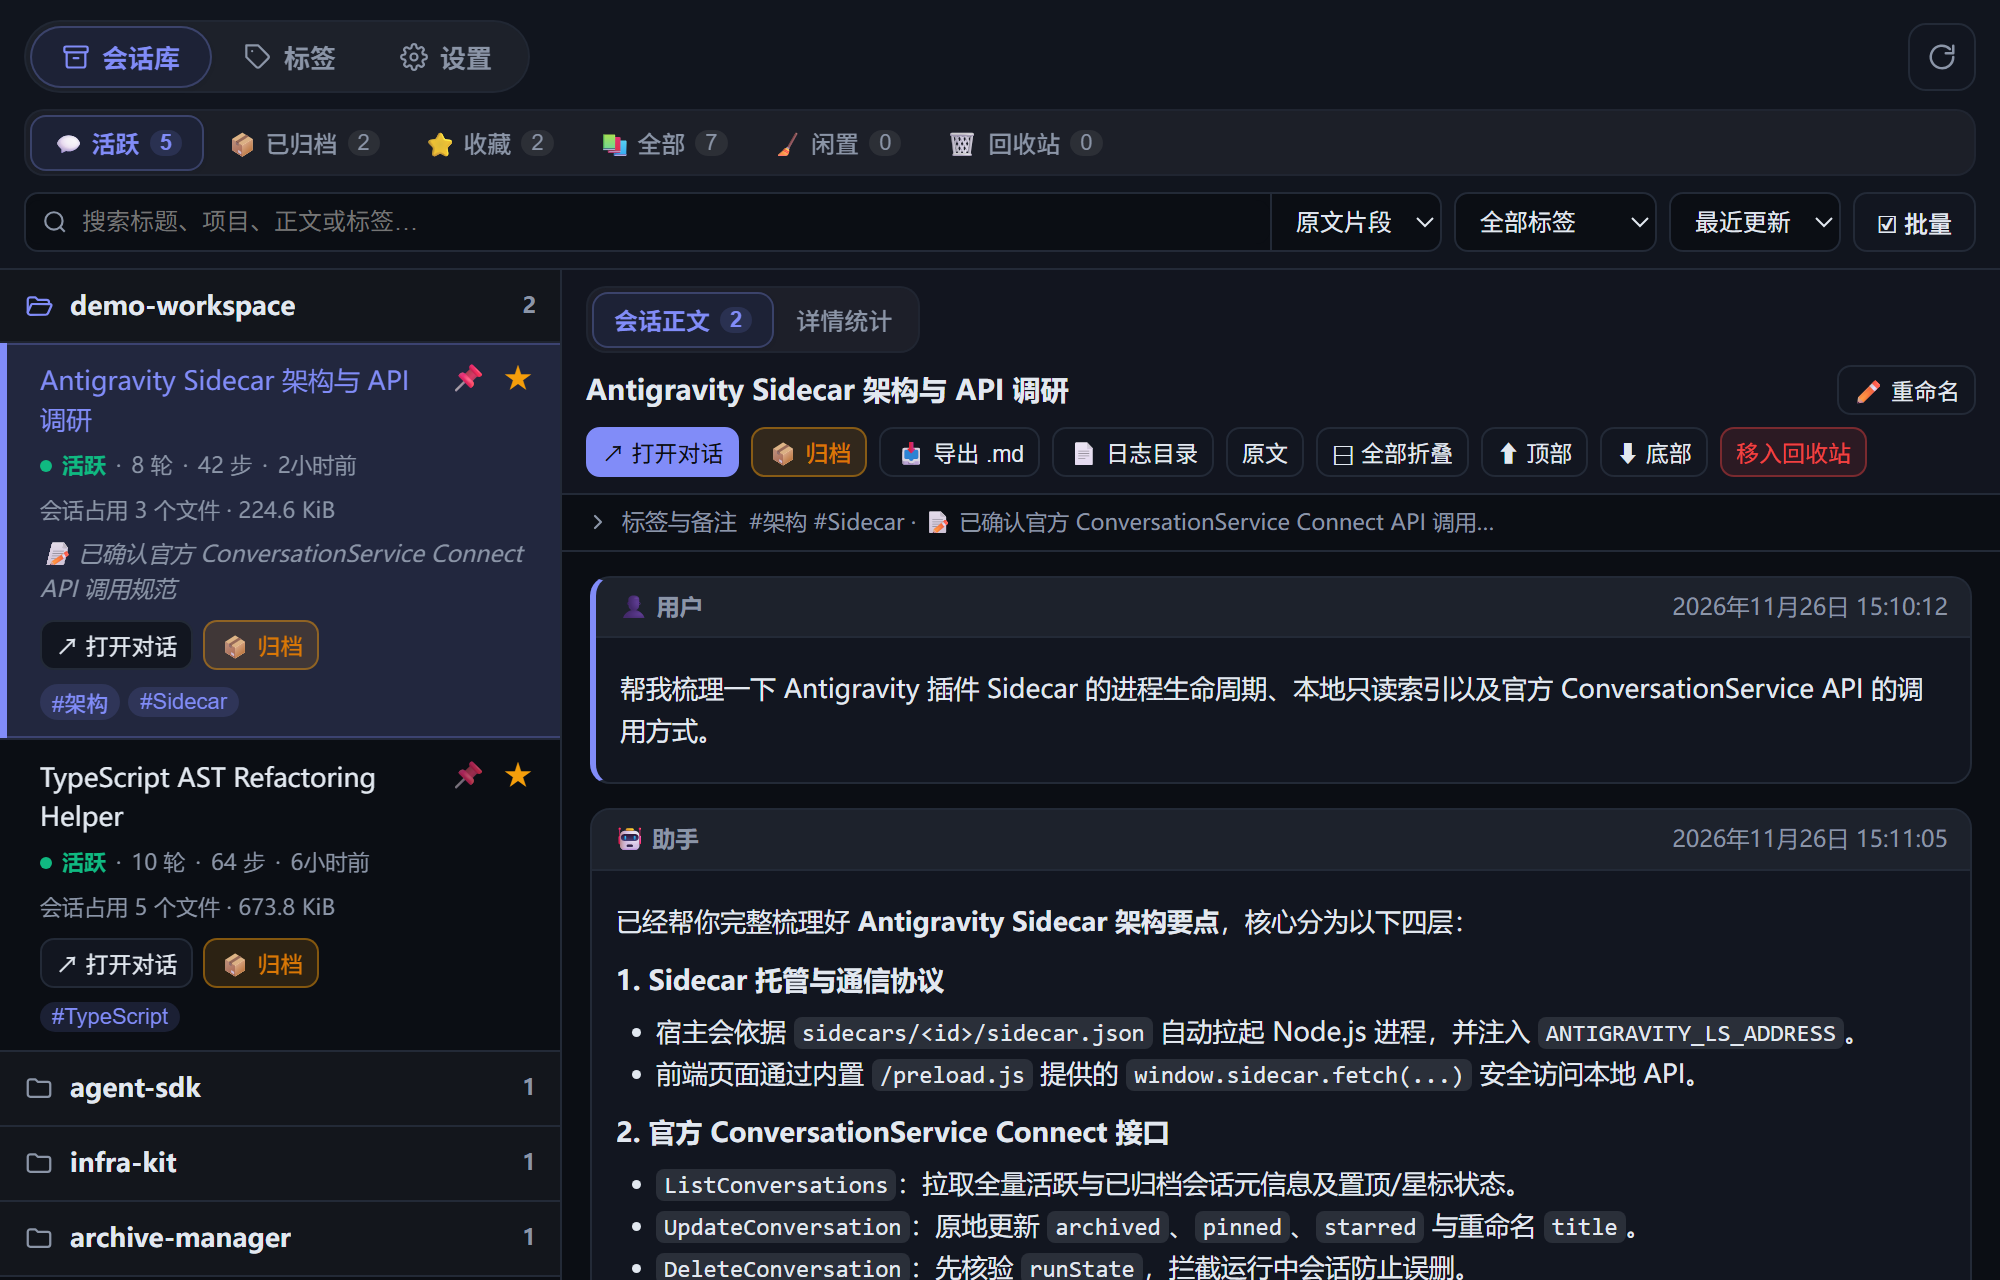 会话库 标签 设置
活跃 5 已归档 2 收藏 2 全部 7 闲置 0 回收站 0
搜索标题、项目、正文或标签… 原文片段 全部标签 最近更新 ☑ 批量
demo-workspace 2
Antigravity Sidecar 架构与 API
调研
活跃 · 8 轮 · 42 步 · 2小时前
会话占用 3 个文件 · 224.6 KiB
已确认官方 ConversationService Connect
API 调用规范
↗ 打开对话 归档
#架构 #Sidecar
TypeScript AST Refactoring
Helper
活跃 · 10 轮 · 64 步 · 6小时前
会话占用 5 个文件 · 673.8 KiB
↗ 打开对话 归档
#TypeScript
agent-sdk 1
infra-kit 1
archive-manager 1
会话正文 2 详情统计
Antigravity Sidecar 架构与 API 调研 重命名
↗ 打开对话 归档 导出 .md 日志目录 原文 全部折叠 顶部 底部 移入回收站
标签与备注 #架构 #Sidecar · 已确认官方 ConversationService Connect API 调用...
用户 2026年11月26日 15:10:12
帮我梳理一下 Antigravity 插件 Sidecar 的进程生命周期、本地只读索引以及官方 ConversationService API 的调
用方式。
助手 2026年11月26日 15:11:05
已经帮你完整梳理好 Antigravity Sidecar 架构要点，核心分为以下四层：
1. Sidecar 托管与通信协议
• 宿主会依据 sidecars/<id>/sidecar.json 自动拉起 Node.js 进程，并注入 ANTIGRAVITY_LS_ADDRESS 。
• 前端页面通过内置 /preload.js 提供的 window.sidecar.fetch(...) 安全访问本地 API。
2. 官方 ConversationService Connect 接口
• ListConversations ：拉取全量活跃与已归档会话元信息及置顶/星标状态。
• UpdateConversation ：原地更新 archived 、 pinned 、 starred 与重命名 title 。
• DeleteConversation ：先核验 runState ，拦截运行中会话防止误删。